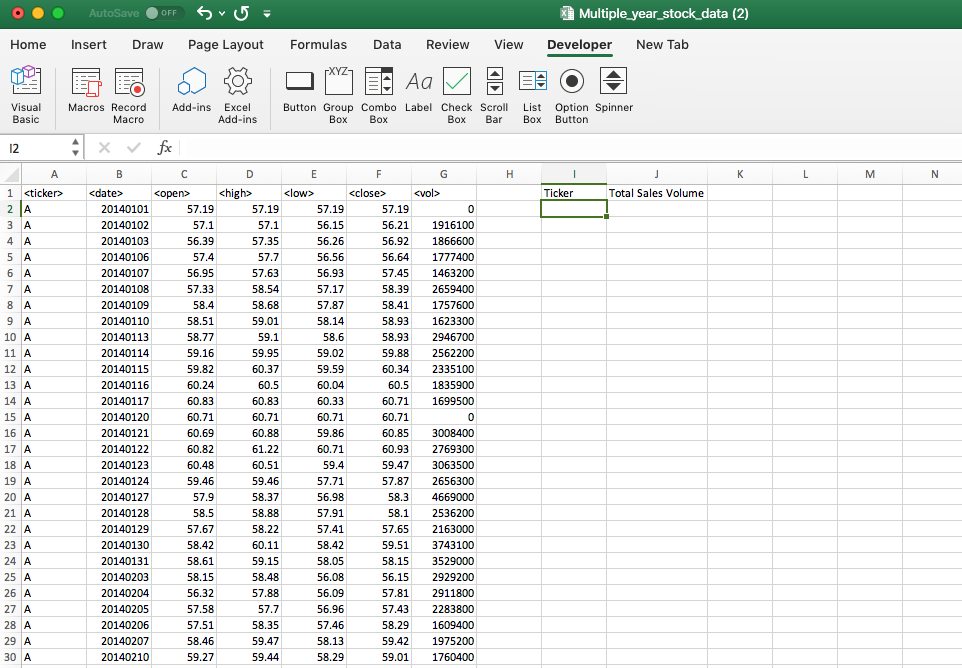 AutoSave OFF Multiple_year_stock_data (2)
Home Insert Draw Page Layout Formulas Data Review View Developer New Tab
Visual Basic Macros Record Macro Add-ins Excel Add-ins Button Group Box Combo Box Label Check Box Scroll Bar List Box Option Button Spinner
XYZ Aa
I2 fx
A B C D E F G H I J K L M N
1 <ticker> <date> <open> <high> <low> <close> <vol> Ticker Total Sales Volume
2 A 20140101 57.19 57.19 57.19 57.19 0
3 A 20140102 57.1 57.1 56.15 56.21 1916100
4 A 20140103 56.39 57.35 56.26 56.92 1866600
5 A 20140106 57.4 57.7 56.56 56.64 1777400
6 A 20140107 56.95 57.63 56.93 57.45 1463200
7 A 20140108 57.33 58.54 57.17 58.39 2659400
8 A 20140109 58.4 58.68 57.87 58.41 1757600
9 A 20140110 58.51 59.01 58.14 58.93 1623300
10 A 20140113 58.77 59.1 58.6 58.93 2946700
11 A 20140114 59.16 59.95 59.02 59.88 2562200
12 A 20140115 59.82 60.37 59.59 60.34 2335100
13 A 20140116 60.24 60.5 60.04 60.5 1835900
14 A 20140117 60.83 60.83 60.33 60.71 1699500
15 A 20140120 60.71 60.71 60.71 60.71 0
16 A 20140121 60.69 60.88 59.86 60.85 3008400
17 A 20140122 60.82 61.22 60.71 60.93 2769300
18 A 20140123 60.48 60.51 59.4 59.47 3063500
19 A 20140124 59.46 59.46 57.71 57.87 2656300
20 A 20140127 57.9 58.37 56.98 58.3 4669000
21 A 20140128 58.5 58.88 57.91 58.1 2536200
22 A 20140129 57.67 58.22 57.41 57.65 2163000
23 A 20140130 58.42 60.11 58.42 59.51 3743100
24 A 20140131 58.61 59.15 58.05 58.15 3529000
25 A 20140203 58.15 58.48 56.08 56.15 2929200
26 A 20140204 56.32 57.88 56.09 57.81 2911800
27 A 20140205 57.58 57.7 56.96 57.43 2283800
28 A 20140206 57.51 58.35 57.46 58.29 1609400
29 A 20140207 58.46 59.47 58.13 59.42 1975200
30 A 20140210 59.27 59.44 58.29 59.01 1760400